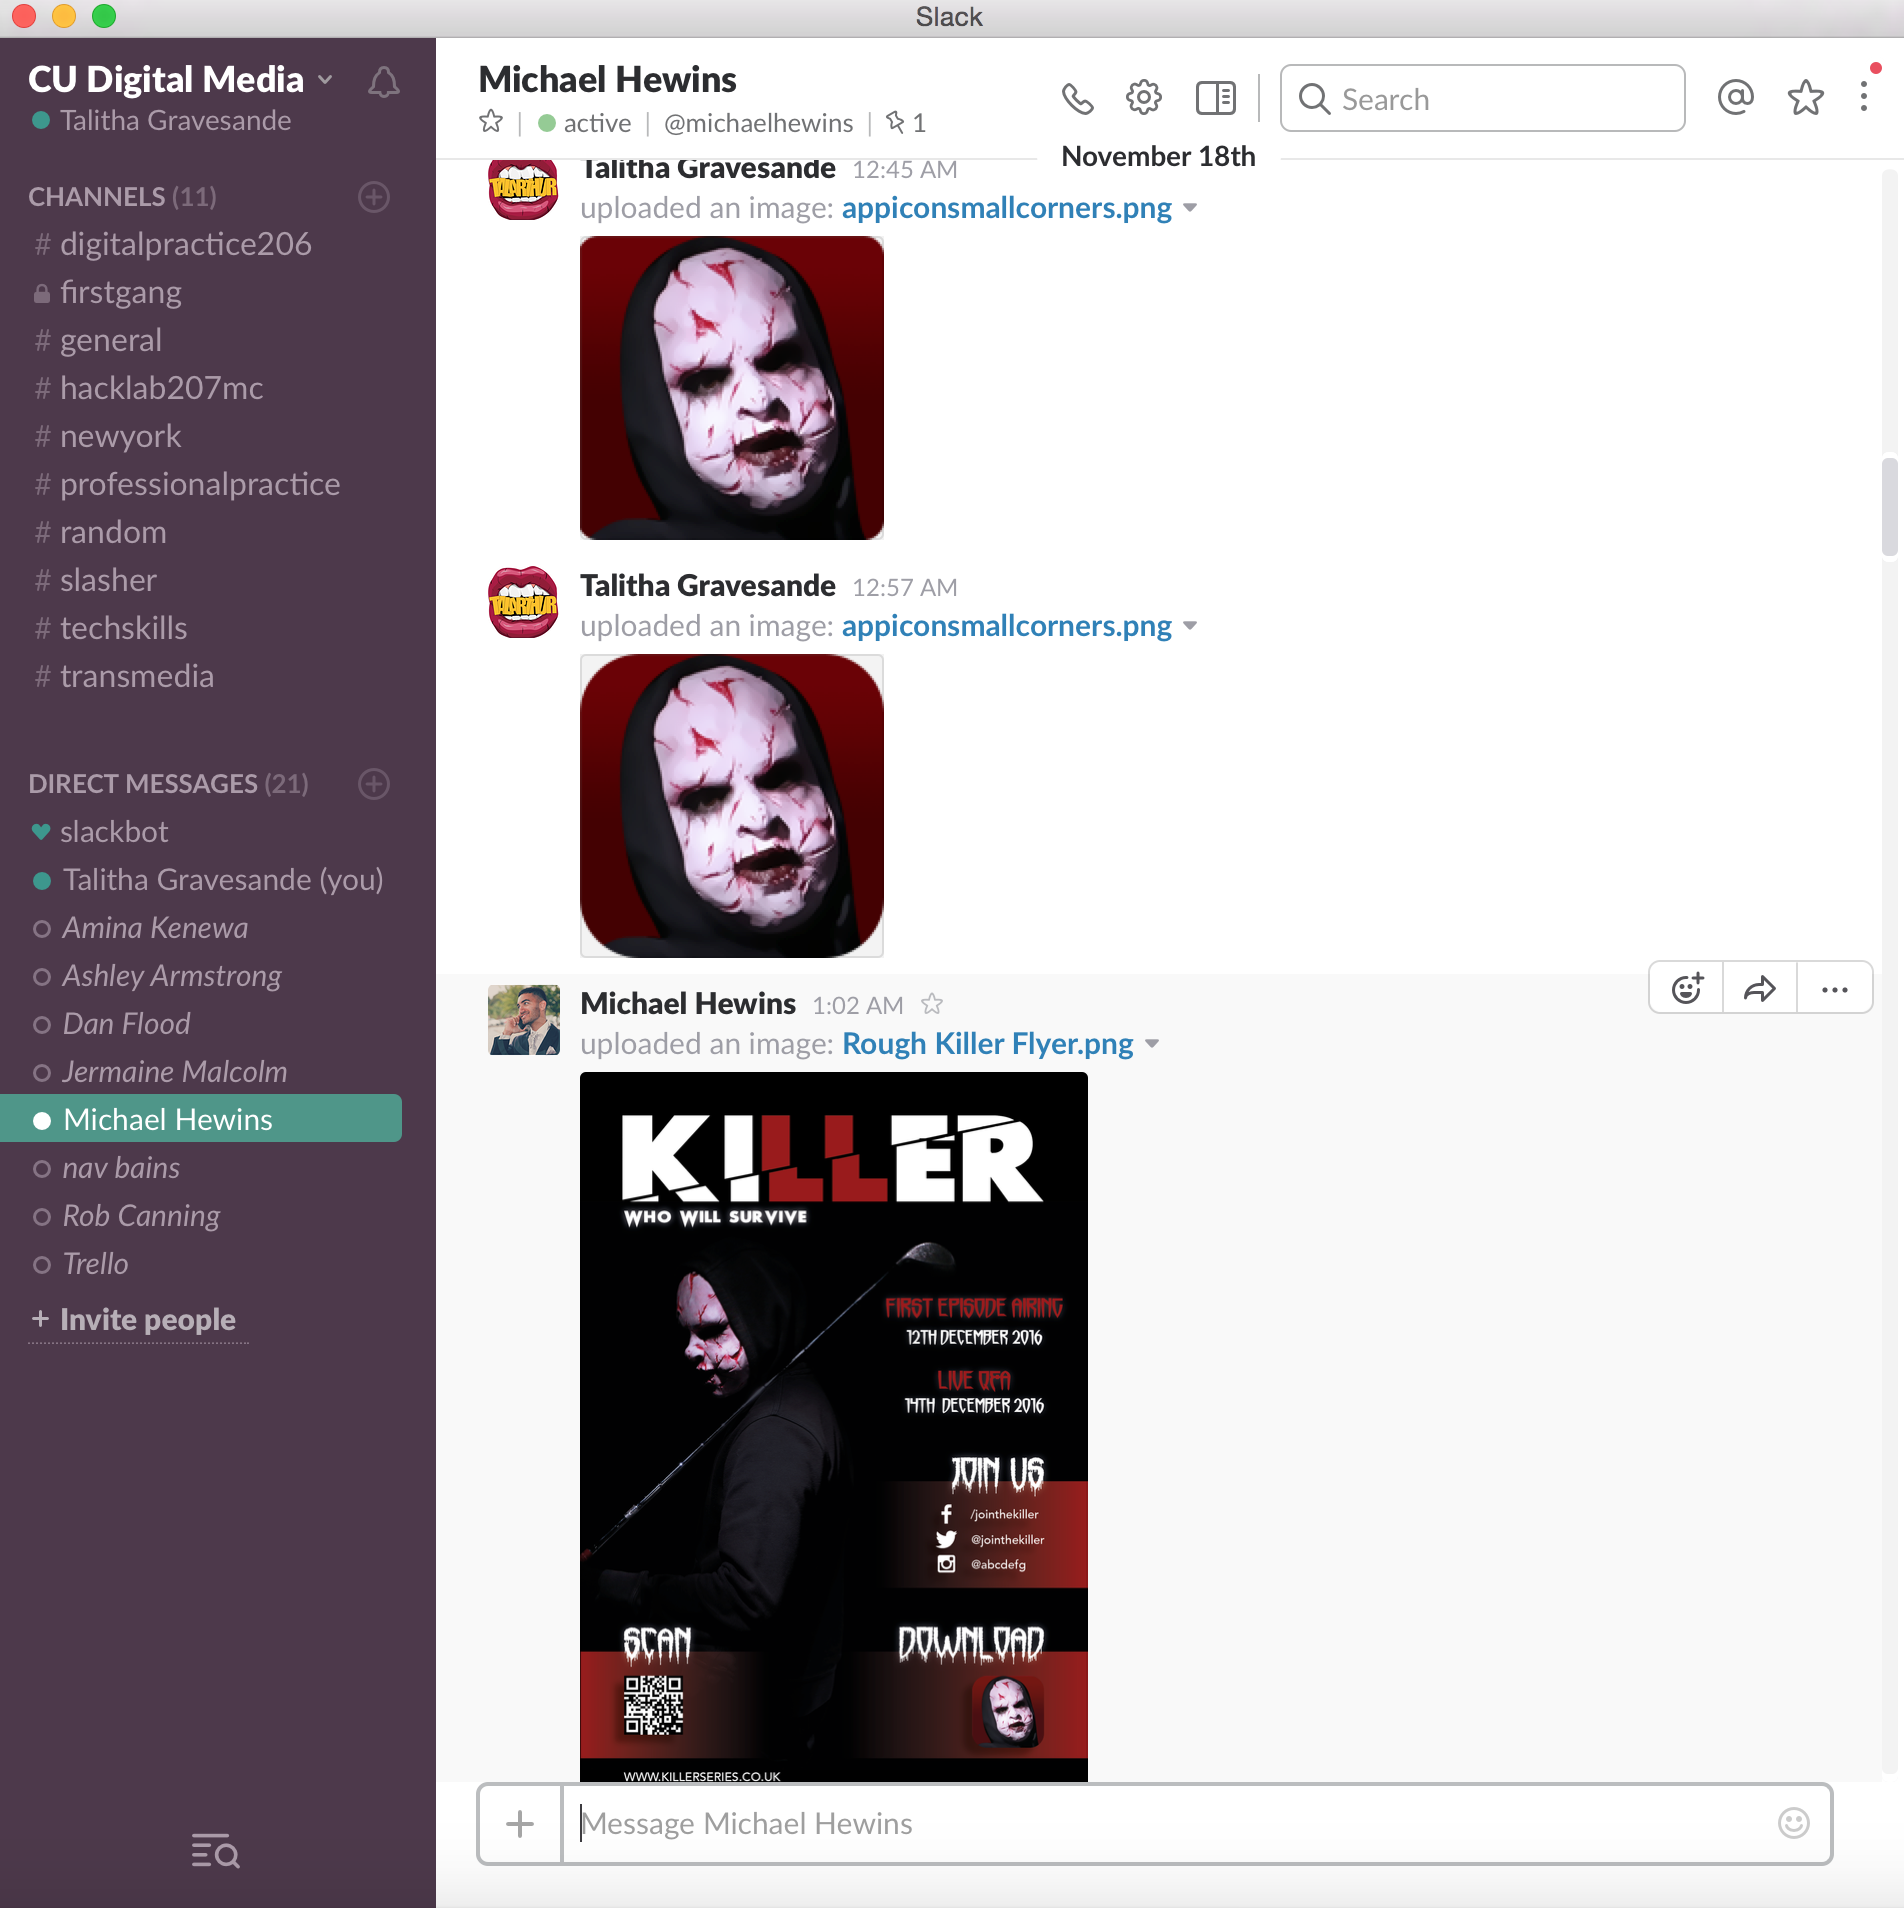 Slack
CU Digital Media
Talitha Gravesande
CHANNELS (11)
# digitalpractice206
firstgang
# general
# hacklab207mc
# newyork
# professionalpractice
# random
# slasher
# techskills
# transmedia
DIRECT MESSAGES (21)
slackbot
Talitha Gravesande (you)
Amina Kenewa
Ashley Armstrong
Dan Flood
Jermaine Malcolm
Michael Hewins
nav bains
Rob Canning
Trello
+ Invite people
Michael Hewins
active | @michaelhewins | 1
Search
November 18th
Talitha Gravesande 12:45 AM
uploaded an image: appiconsmallcorners.png
Talitha Gravesande 12:57 AM
uploaded an image: appiconsmallcorners.png
Michael Hewins 1:02 AM
uploaded an image: Rough Killer Flyer.png
KILLER
WHO WILL SURVIVE
FIRST EPISODE AIRING
12TH DECEMBER 2016
LIVE Q&A
14TH DECEMBER 2016
JOIN US
/jointhekiller
@jointhekiller
@abcdefg
SCAN
DOWNLOAD
WWW.KILLERSERIES.CO.UK
Message Michael Hewins